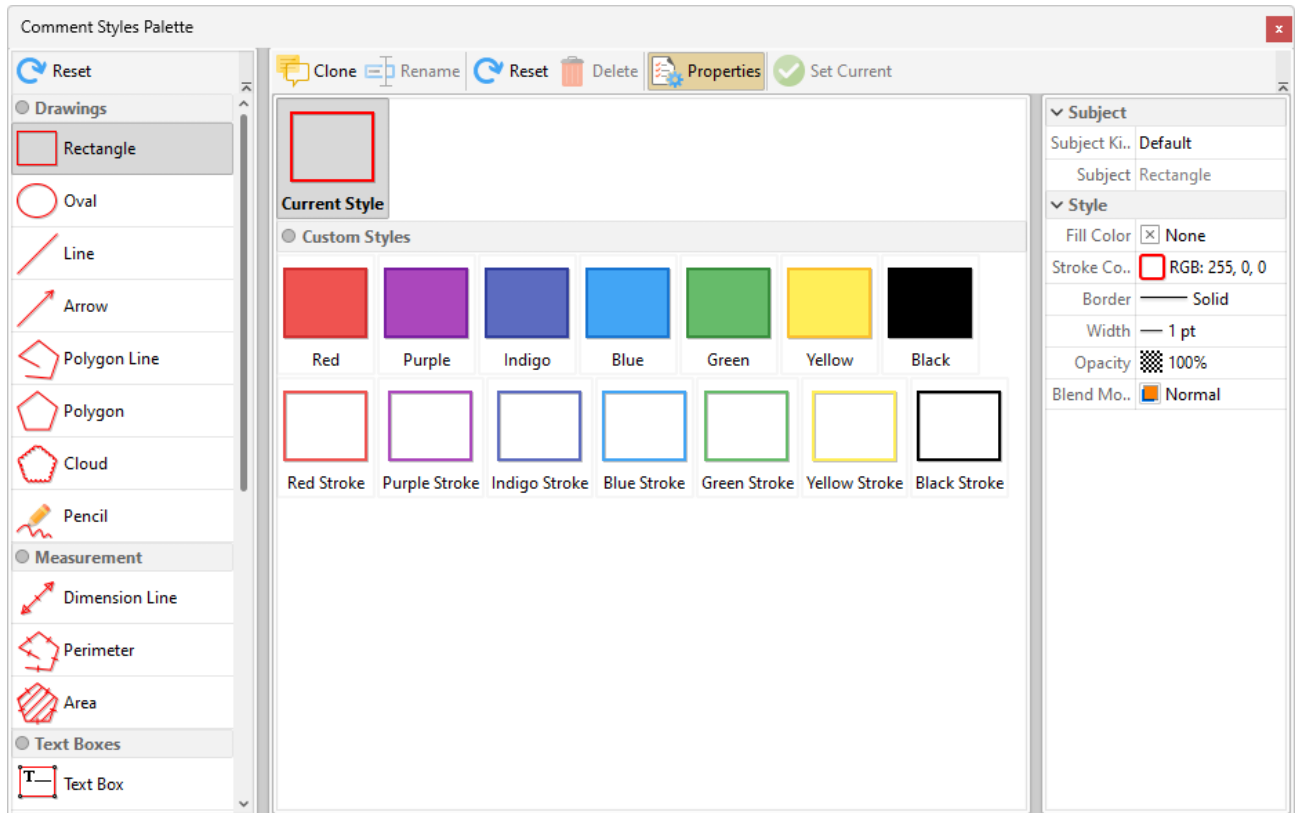 Comment Styles Palette
x
Reset
Drawings
Rectangle
Oval
Line
Arrow
Polygon Line
Polygon
Cloud
Pencil
Measurement
Dimension Line
Perimeter
Area
Text Boxes
T
Text Box
Clone Rename Reset Delete Properties Set Current
Current Style
Custom Styles
Red Purple Indigo Blue Green Yellow Black
Red Stroke Purple Stroke Indigo Stroke Blue Stroke Green Stroke Yellow Stroke Black Stroke
Subject
Subject Ki.. Default
Subject Rectangle
Style
Fill Color None
Stroke Co.. RGB: 255, 0, 0
Border Solid
Width 1 pt
Opacity 100%
Blend Mo.. Normal